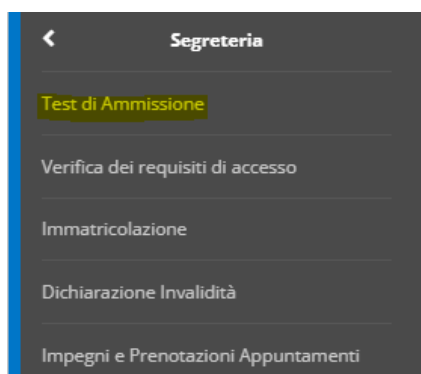 Segreteria
Test di Ammissione
Verifica dei requisiti di accesso
Immatricolazione
Dichiarazione Invalidità
Impegni e Prenotazioni Appuntamenti